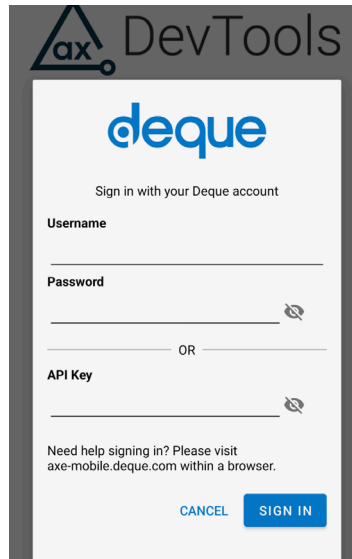 ax DevTools
deque
Sign in with your Deque account
Username
Password
OR
API Key
Need help signing in? Please visit
axe-mobile.deque.com within a browser.
CANCEL
SIGN IN